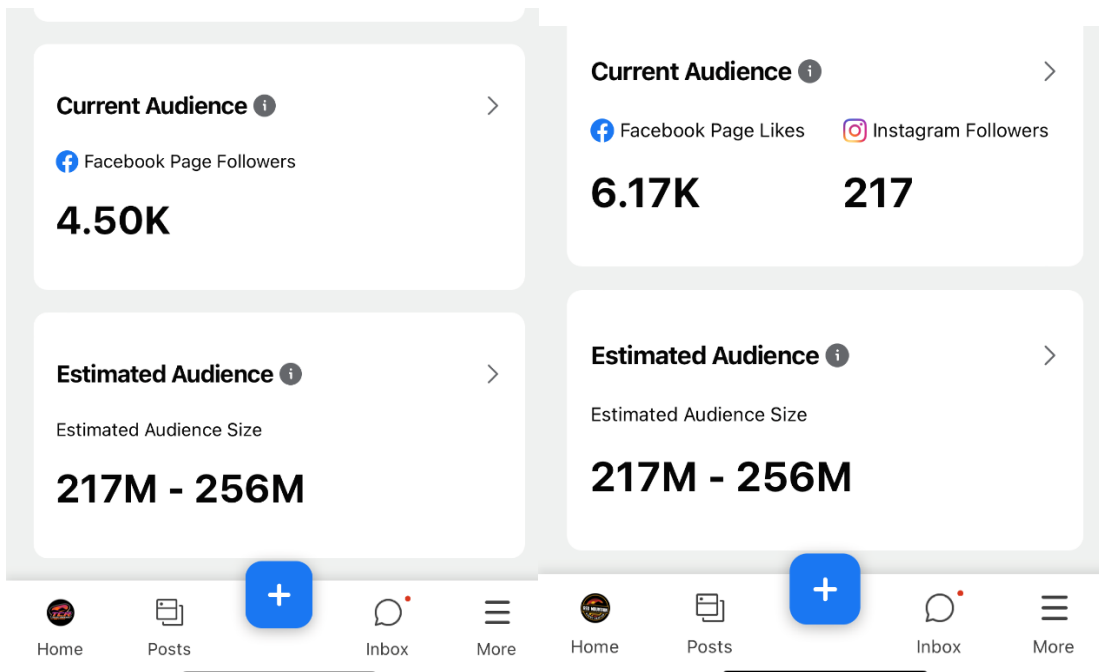 Current Audience
Facebook Page Followers
4.50K
Estimated Audience
Estimated Audience Size
217M - 256M
Home
Posts
Inbox
More
Current Audience
Facebook Page Likes
Instagram Followers
6.17K
217
Estimated Audience
Estimated Audience Size
217M - 256M
Home
Posts
Inbox
More